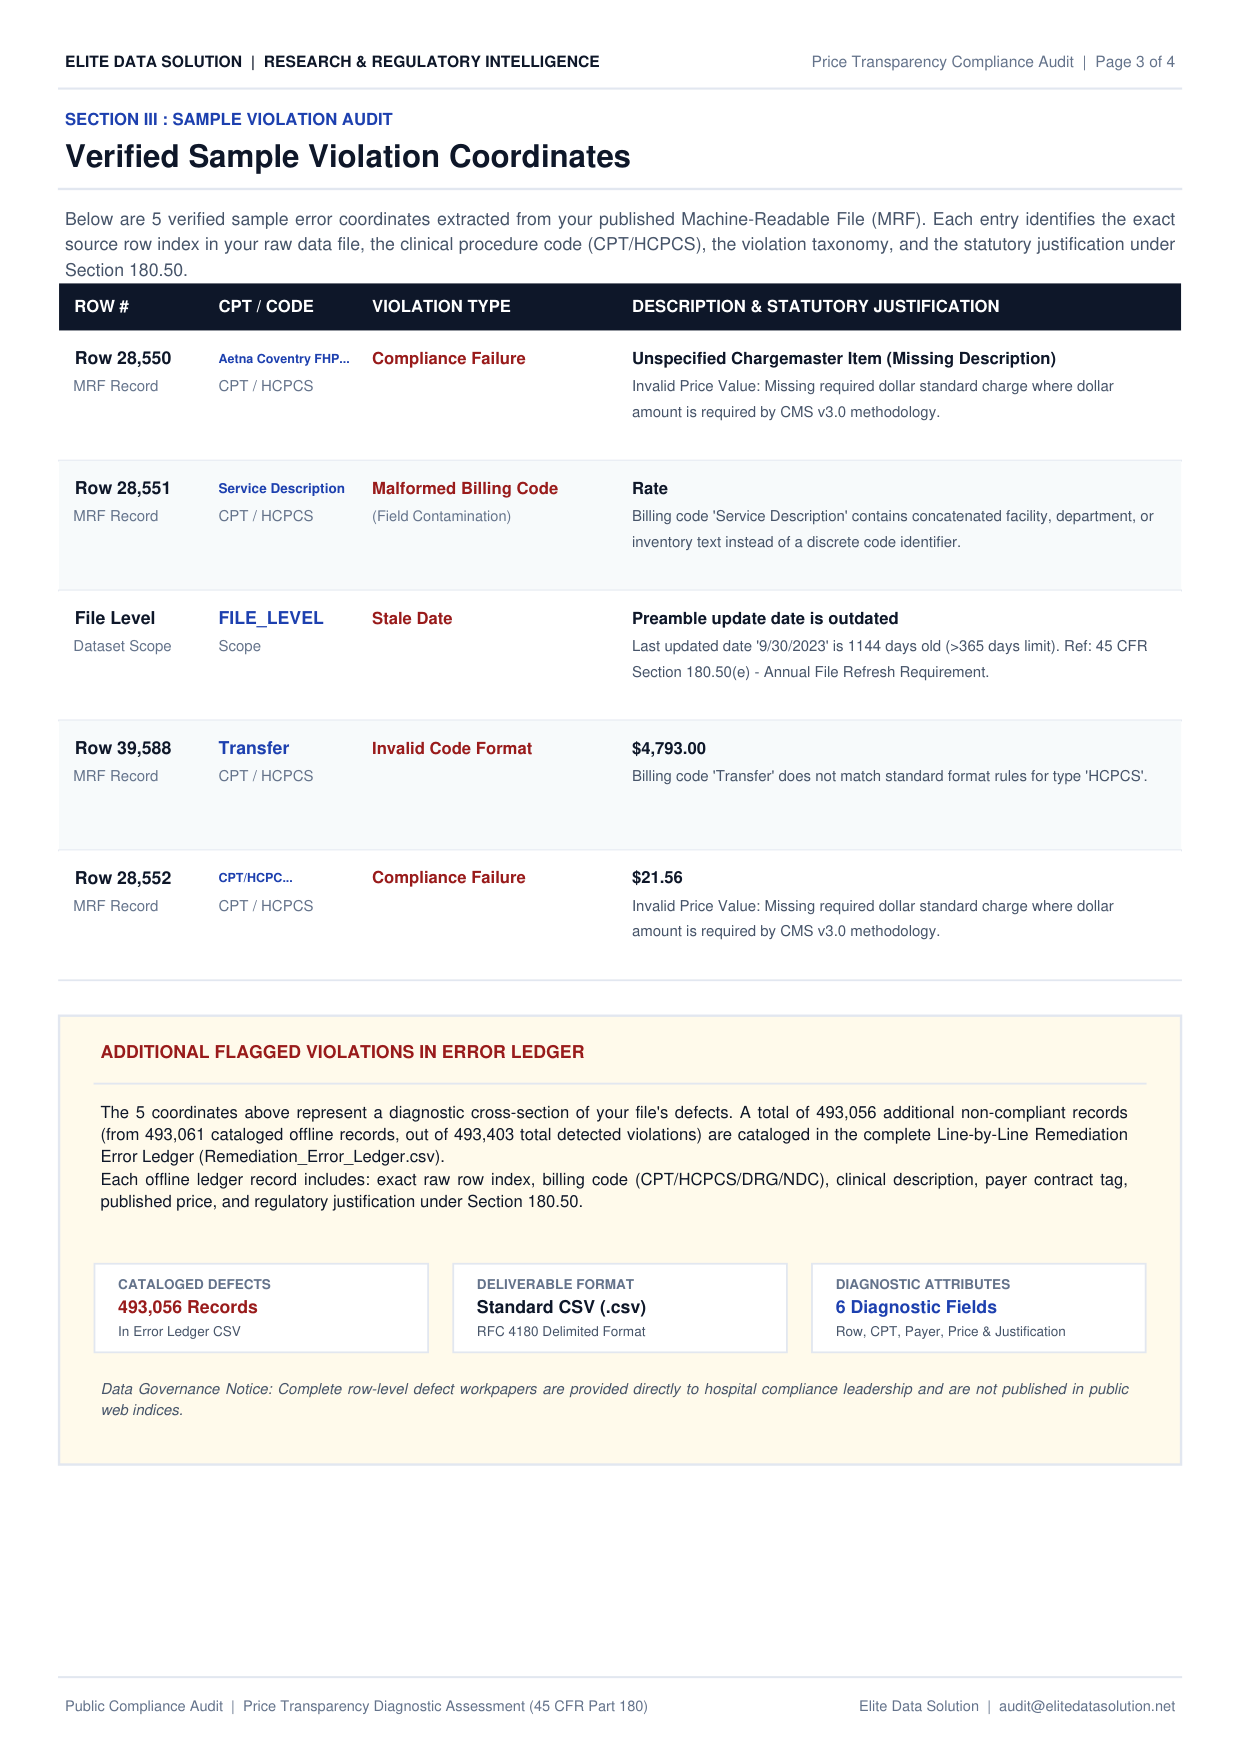 ELITE DATA SOLUTION | RESEARCH & REGULATORY INTELLIGENCE
Price Transparency Compliance Audit | Page 3 of 4
SECTION III : SAMPLE VIOLATION AUDIT
Verified Sample Violation Coordinates
Below are 5 verified sample error coordinates extracted from your published Machine-Readable File (MRF). Each entry identifies the exact
source row index in your raw data file, the clinical procedure code (CPT/HCPCS), the violation taxonomy, and the statutory justification under
Section 180.50.
ROW # CPT / CODE VIOLATION TYPE DESCRIPTION & STATUTORY JUSTIFICATION
Row 28,550 Aetna Coventry FHP... Compliance Failure Unspecified Chargemaster Item (Missing Description)
MRF Record CPT / HCPCS Invalid Price Value: Missing required dollar standard charge where dollar
amount is required by CMS v3.0 methodology.
Row 28,551 Service Description Malformed Billing Code Rate
MRF Record CPT / HCPCS (Field Contamination) Billing code 'Service Description' contains concatenated facility, department, or
inventory text instead of a discrete code identifier.
File Level FILE_LEVEL Stale Date Preamble update date is outdated
Dataset Scope Scope Last updated date '9/30/2023' is 1144 days old (>365 days limit). Ref: 45 CFR
Section 180.50(e) - Annual File Refresh Requirement.
Row 39,588 Transfer Invalid Code Format $4,793.00
MRF Record CPT / HCPCS Billing code 'Transfer' does not match standard format rules for type 'HCPCS'.
Row 28,552 CPT/HCPC... Compliance Failure $21.56
MRF Record CPT / HCPCS Invalid Price Value: Missing required dollar standard charge where dollar
amount is required by CMS v3.0 methodology.
ADDITIONAL FLAGGED VIOLATIONS IN ERROR LEDGER
The 5 coordinates above represent a diagnostic cross-section of your file's defects. A total of 493,056 additional non-compliant records
(from 493,061 cataloged offline records, out of 493,403 total detected violations) are cataloged in the complete Line-by-Line Remediation
Error Ledger (Remediation_Error_Ledger.csv).
Each offline ledger record includes: exact raw row index, billing code (CPT/HCPCS/DRG/NDC), clinical description, payer contract tag,
published price, and regulatory justification under Section 180.50.
CATALOGED DEFECTS
493,056 Records
In Error Ledger CSV
DELIVERABLE FORMAT
Standard CSV (.csv)
RFC 4180 Delimited Format
DIAGNOSTIC ATTRIBUTES
6 Diagnostic Fields
Row, CPT, Payer, Price & Justification
Data Governance Notice: Complete row-level defect workpapers are provided directly to hospital compliance leadership and are not published in public
web indices.
Public Compliance Audit | Price Transparency Diagnostic Assessment (45 CFR Part 180)
Elite Data Solution | audit@elitedatasolution.net